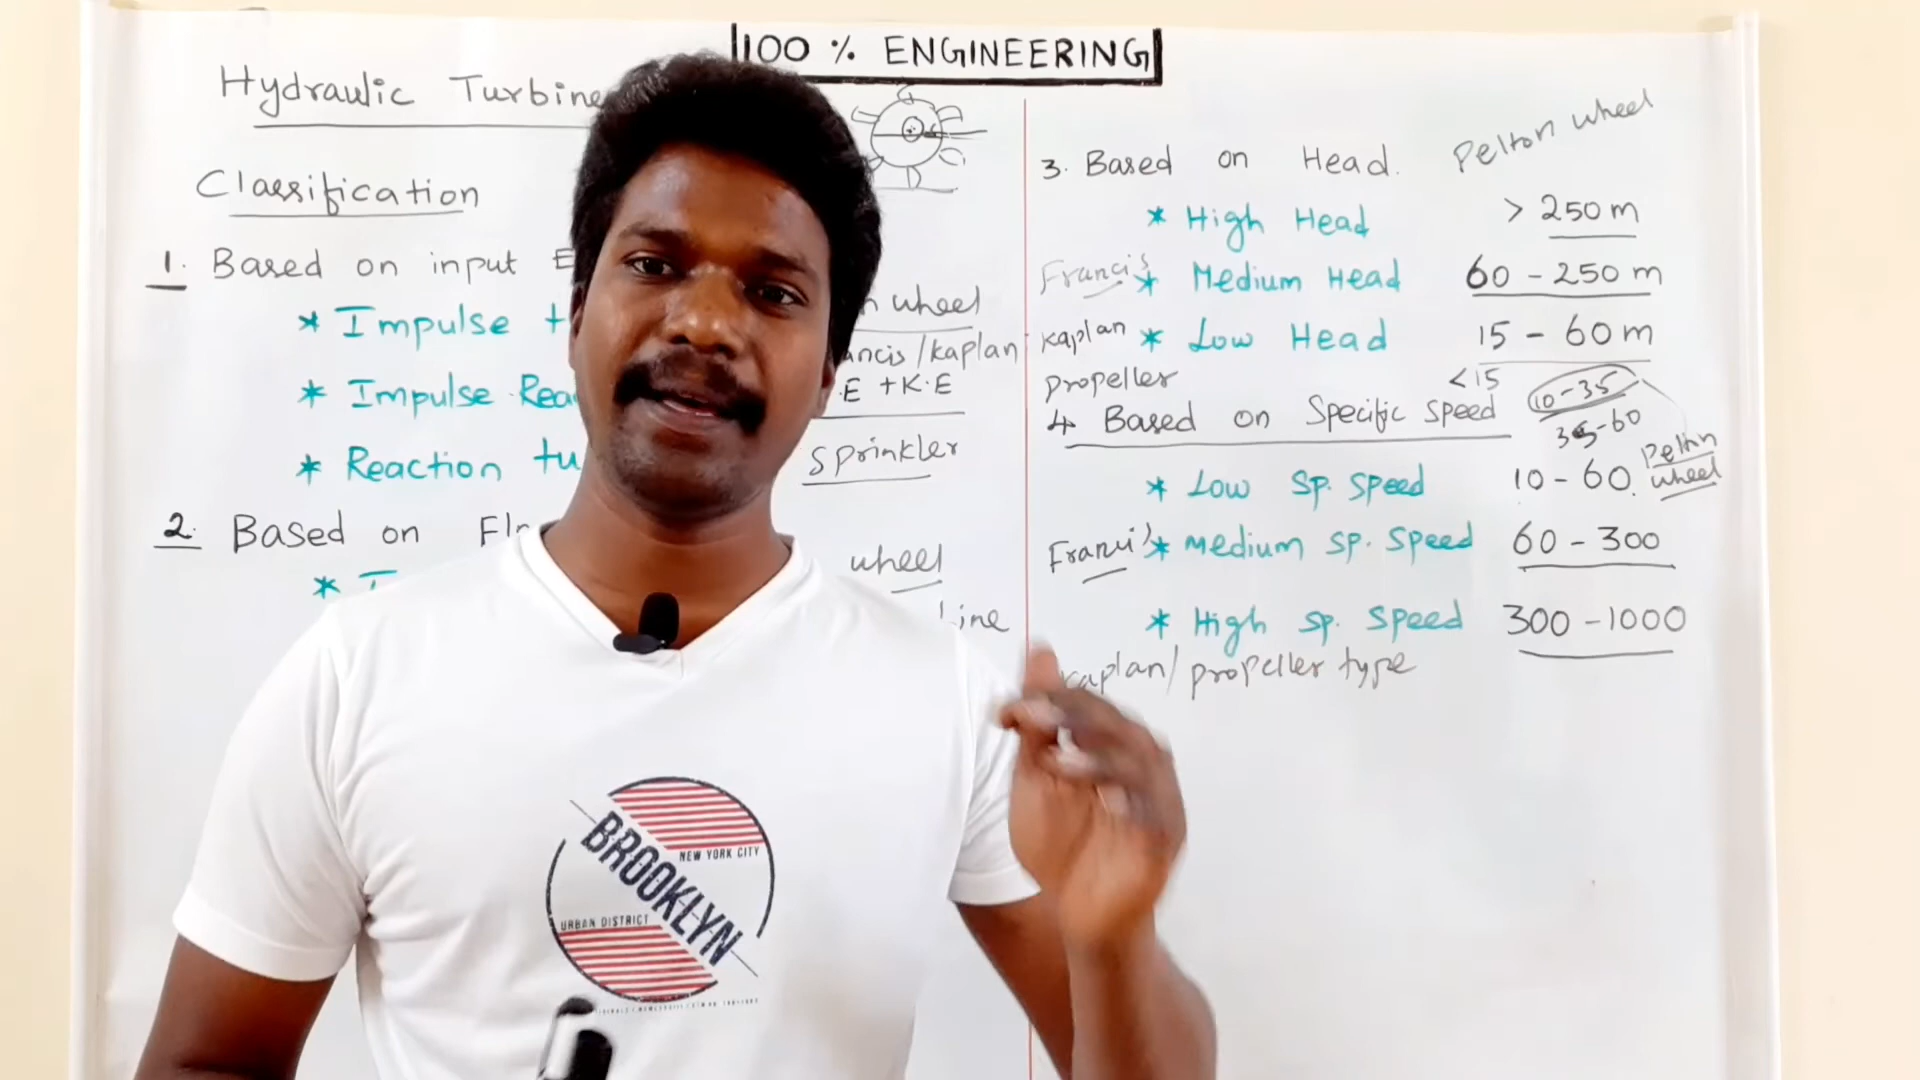 100 % ENGINEERING
Hydraulic Turbine
Classification
1. Based on input E
* Impulse t
wheel
* Impulse Rea
ancis/kaplan
.E + K.E
* Reaction tu
Sprinkler
2. Based on Fl
*
wheel
line
3. Based on Head.
Pelton wheel
* High Head > 250 m
Francis * Medium Head 60 - 250 m
kaplan * Low Head 15 - 60 m
propeller <15
4. Based on Specific Speed
10-35
35-60
* Low Sp. Speed 10 - 60.
Pelton
wheel
Franci's * Medium Sp. Speed 60 - 300
* High Sp. Speed 300 - 1000
kaplan/propeller type
BROOKLYN
NEW YORK CITY
URBAN DISTRICT